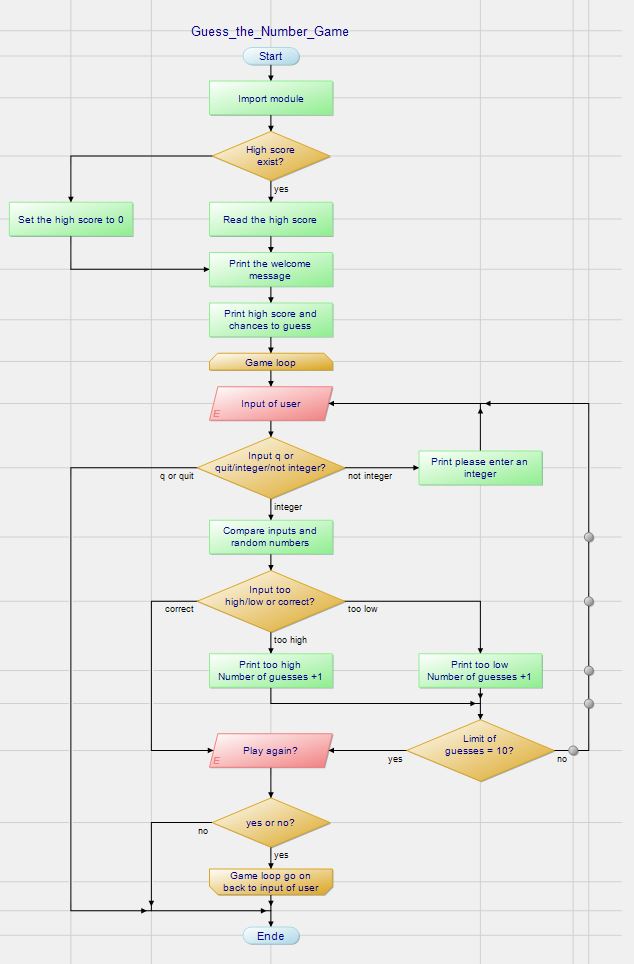 Guess_the_Number_Game
Start
Import module
High score
exist?
yes
Set the high score to 0
Read the high score
Print the welcome
message
Print high score and
chances to guess
Game loop
Input of user
E
Input q or
quit/integer/not integer?
q or quit
not integer
Print please enter an
integer
integer
Compare inputs and
random numbers
Input too
high/low or correct?
correct
too low
too high
Print too high
Number of guesses +1
Print too low
Number of guesses +1
Limit of
guesses = 10?
yes
no
Play again?
E
yes or no?
no
yes
Game loop go on
back to input of user
Ende